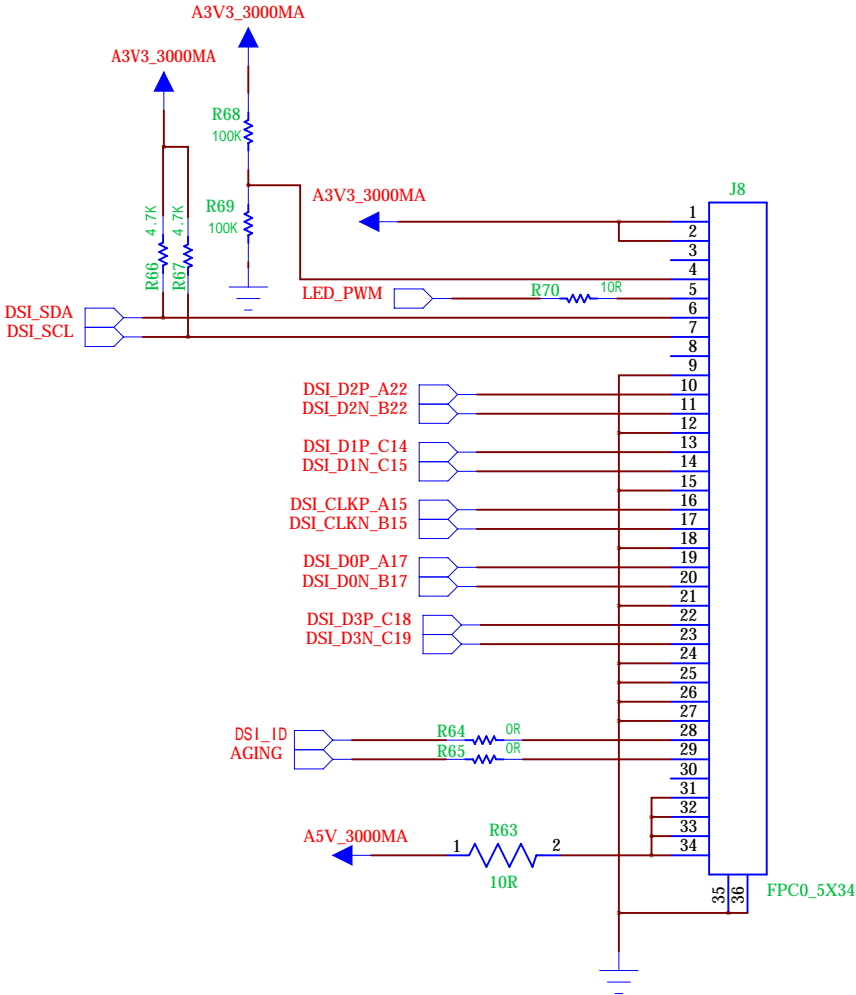 A3V3_3000MA
A3V3_3000MA
R68
100K
R69
100K
4.7K
4.7K
R66
R67
A3V3_3000MA
J8
1
2
3
4
LED_PWM
R70
10R
5
DSI_SDA
6
DSI_SCL
7
8
9
DSI_D2P_A22
10
DSI_D2N_B22
11
12
DSI_D1P_C14
13
DSI_D1N_C15
14
15
DSI_CLKP_A15
16
DSI_CLKN_B15
17
18
DSI_D0P_A17
19
DSI_D0N_B17
20
21
DSI_D3P_C18
22
DSI_D3N_C19
23
24
25
26
27
DSI_ID
R64
0R
28
AGING
R65
0R
29
30
31
32
33
A5V_3000MA
1
R63
2
10R
34
35
36
FPC0_5X34